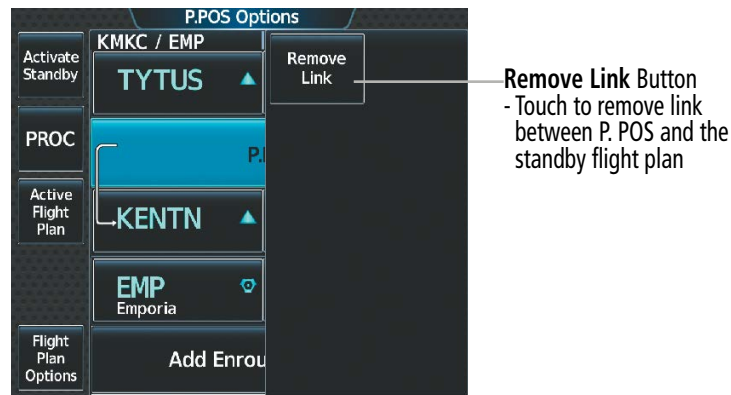 P.POS Options
Activate
Standby
PROC
Active
Flight
Plan
Flight
Plan
Options
KMKC / EMP
TYTUS
P.
KENTN
EMP
Emporia
Add Enrou
Remove
Link
Remove Link Button
- Touch to remove link
between P. POS and the
standby flight plan